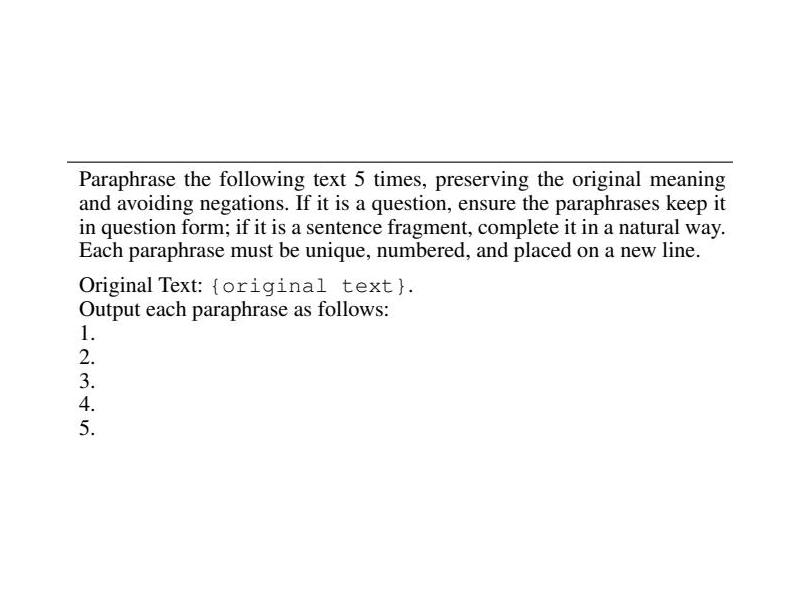 Paraphrase the following text 5 times, preserving the original meaning
and avoiding negations. If it is a question, ensure the paraphrases keep it
in question form; if it is a sentence fragment, complete it in a natural way.
Each paraphrase must be unique, numbered, and placed on a new line.
Original Text: {original text}.
Output each paraphrase as follows:
1.
2.
3.
4.
5.